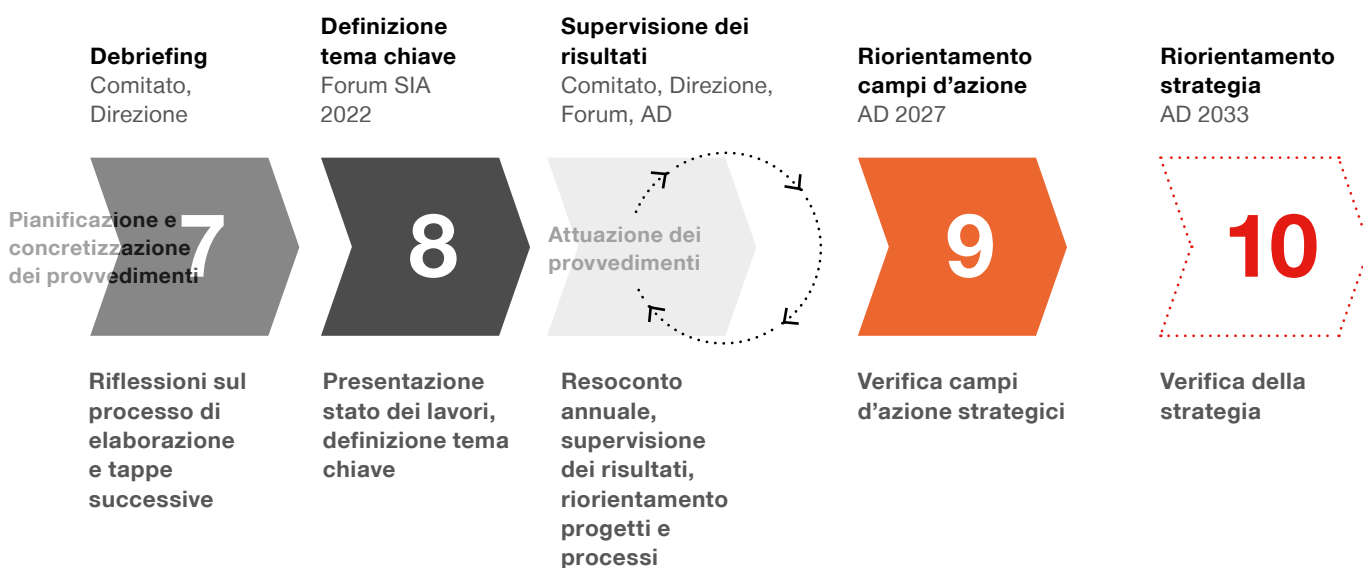 Debriefing
Comitato,
Direzione
Definizione
tema chiave
Forum SIA
2022
Supervisione dei
risultati
Comitato, Direzione,
Forum, AD
Riorientamento
campi d'azione
AD 2027
Riorientamento
strategia
AD 2033
Pianificazione e
concretizzazione
dei provvedimenti
7
8
Attuazione dei
provvedimenti
9
10
Riflessioni sul
processo di
elaborazione
e tappe
successive
Presentazione
stato dei lavori,
definizione tema
chiave
Resoconto
annuale,
supervisione
dei risultati,
riorientamento
progetti e
processi
Verifica campi
d'azione strategici
Verifica della
strategia